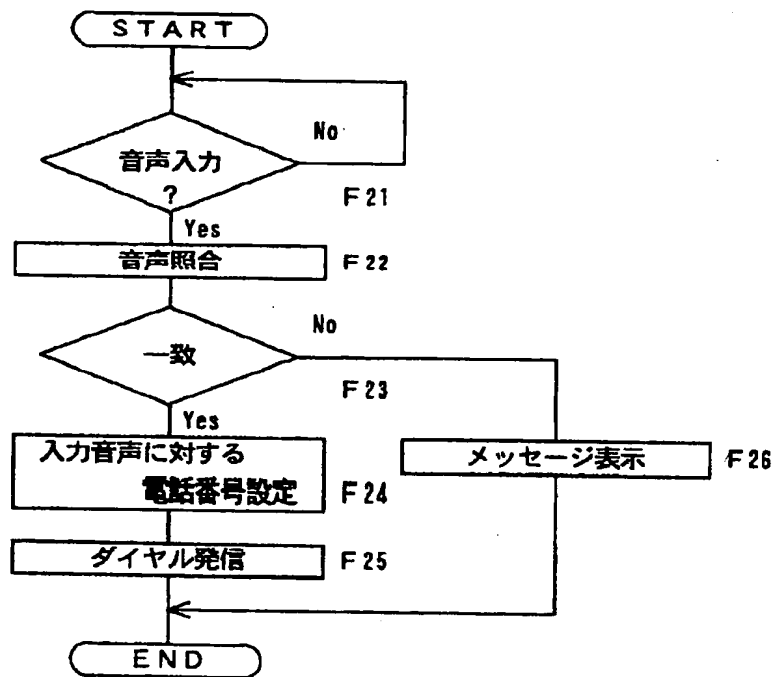 START
No
音声入力
?
F21
Yes
音声照合
F22
No
一致
F23
Yes
入力音声に対する
電話番号設定
F24
メッセージ表示
F26
ダイヤル発信
F25
END